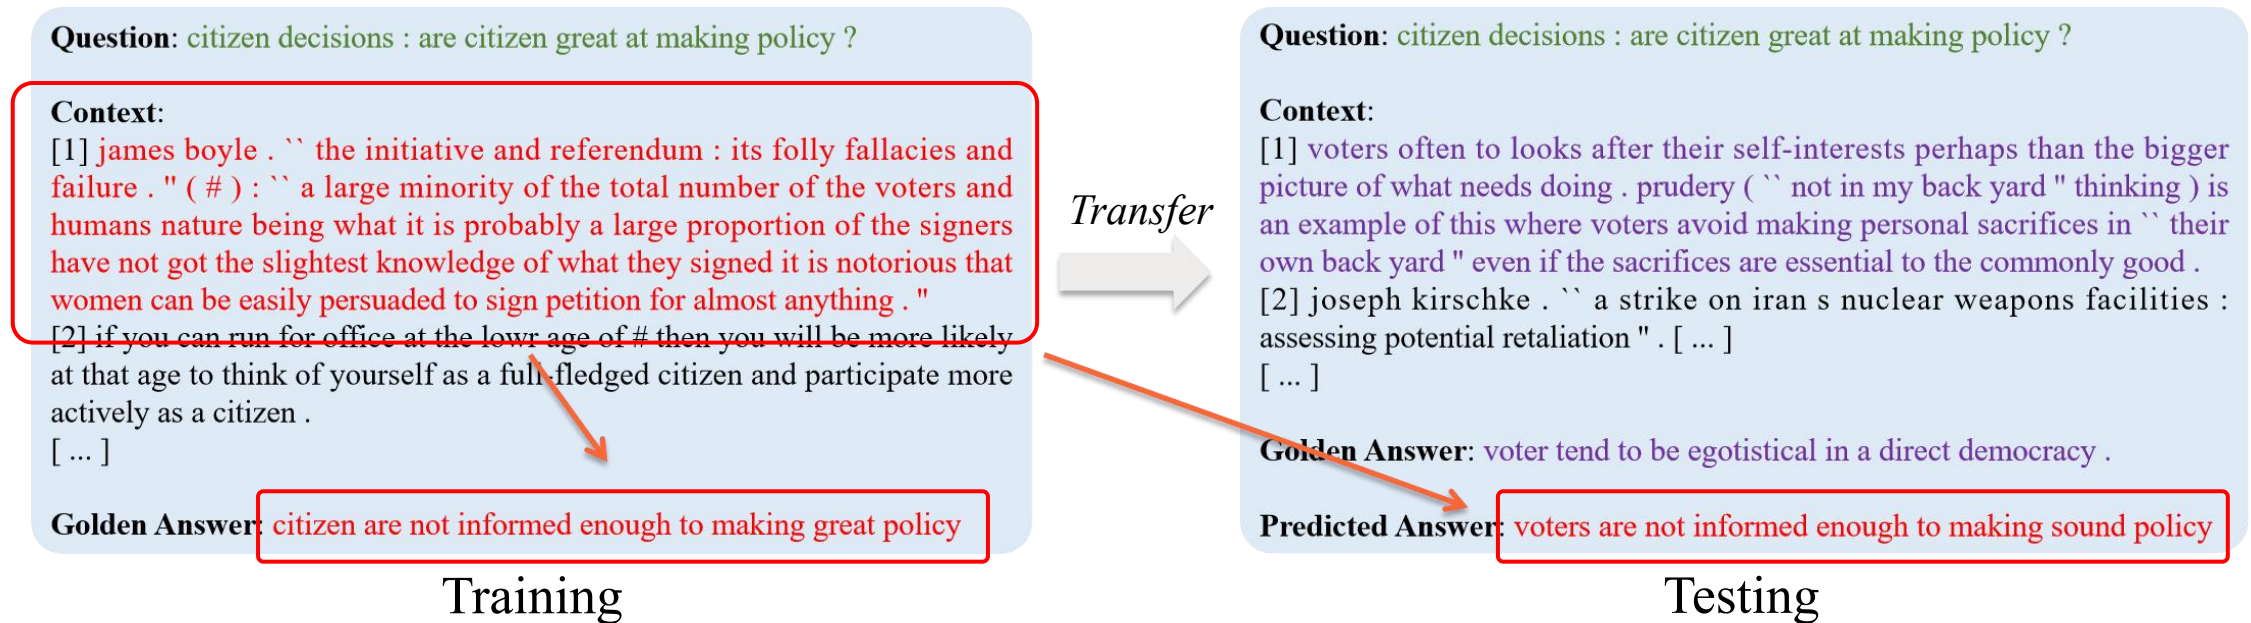 Question: citizen decisions : are citizen great at making policy ?
Context:
[1] james boyle . `` the initiative and referendum : its folly fallacies and
failure . " ( # ) : `` a large minority of the total number of the voters and
humans nature being what it is probably a large proportion of the signers
have not got the slightest knowledge of what they signed it is notorious that
women can be easily persuaded to sign petition for almost anything . "
[2] if you can run for office at the lowr age of # then you will be more likely
at that age to think of yourself as a full-fledged citizen and participate more
actively as a citizen .
[ ... ]
Golden Answer: citizen are not informed enough to making great policy
Training
Transfer
Question: citizen decisions : are citizen great at making policy ?
Context:
[1] voters often to looks after their self-interests perhaps than the bigger
picture of what needs doing . prudery ( `` not in my back yard " thinking ) is
an example of this where voters avoid making personal sacrifices in `` their
own back yard " even if the sacrifices are essential to the commonly good .
[2] joseph kirschke . `` a strike on iran s nuclear weapons facilities :
assessing potential retaliation " . [ ... ]
[ ... ]
Golden Answer: voter tend to be egotistical in a direct democracy .
Predicted Answer: voters are not informed enough to making sound policy
Testing